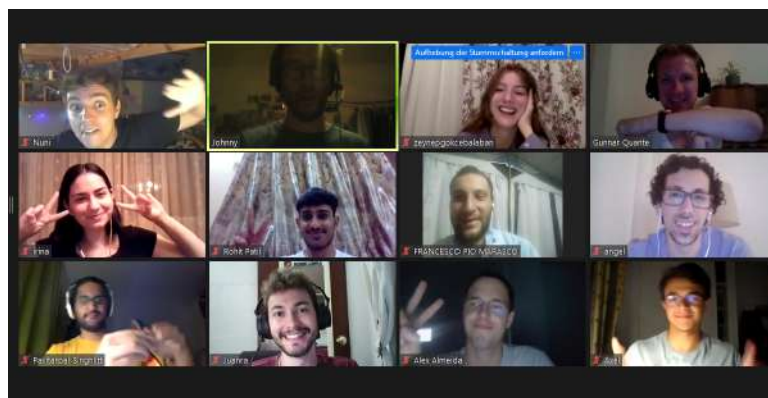 Aufhebung der Stummschaltung anfordern ...
Nuni
Johnny
zeynepgokcebalaban
Gunnar Quante
irina
Rohit Patil
FRANCESCO PIO MARASCO
angel
Juanra
Alex Almeida
Axel